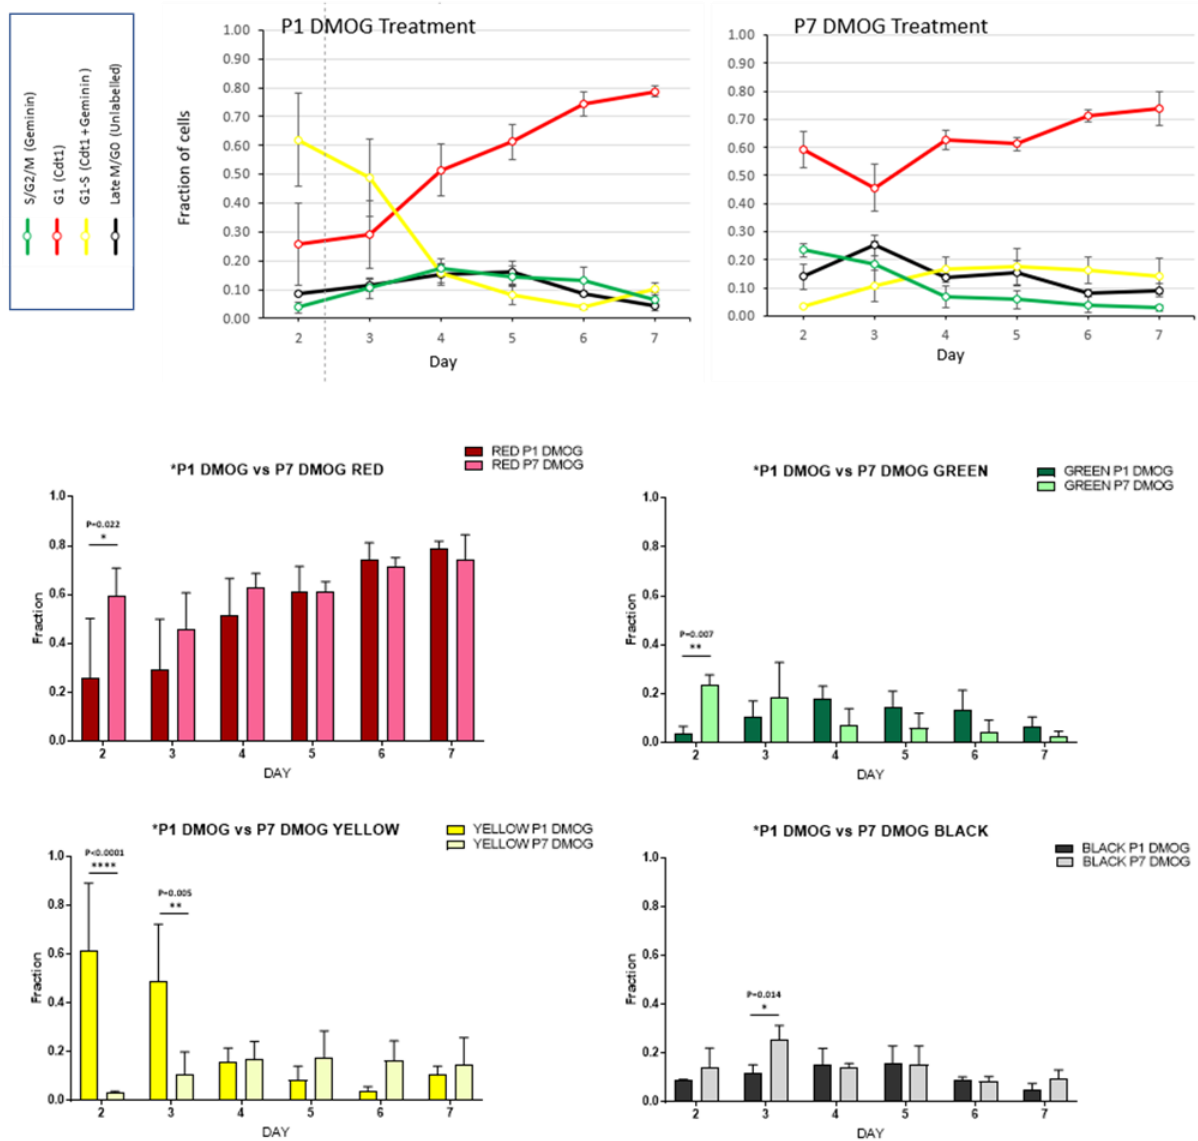 S/G2/M (Geminin)
G1 (Cdt1)
G1-S (Cdt1+Geminin )
Late M/G0 (Unlabelled)
P1 DMOG Treatment
Fraction of cells
1.00
0.90
0.80
0.70
0.60
0.50
0.40
0.30
0.20
0.10
0.00
2 3 4 5 6 7
Day
P7 DMOG Treatment
1.00
0.90
0.80
0.70
0.60
0.50
0.40
0.30
0.20
0.10
0.00
2 3 4 5 6 7
Day
*P1 DMOG vs P7 DMOG RED
RED P1 DMOG
RED P7 DMOG
Fraction
1.0
0.8
0.6
0.4
0.2
0.0
P=0.022
*
2 3 4 5 6 7
DAY
*P1 DMOG vs P7 DMOG GREEN
GREEN P1 DMOG
GREEN P7 DMOG
Fraction
1.0
0.8
0.6
0.4
0.2
0.0
P=0.007
**
2 3 4 5 6 7
DAY
*P1 DMOG vs P7 DMOG YELLOW
YELLOW P1 DMOG
YELLOW P7 DMOG
Fraction
1.0
0.8
0.6
0.4
0.2
0.0
P<0.0001
****
P=0.005
**
2 3 4 5 6 7
DAY
*P1 DMOG vs P7 DMOG BLACK
BLACK P1 DMOG
BLACK P7 DMOG
Fraction
1.0
0.8
0.6
0.4
0.2
0.0
P=0.014
*
2 3 4 5 6 7
DAY